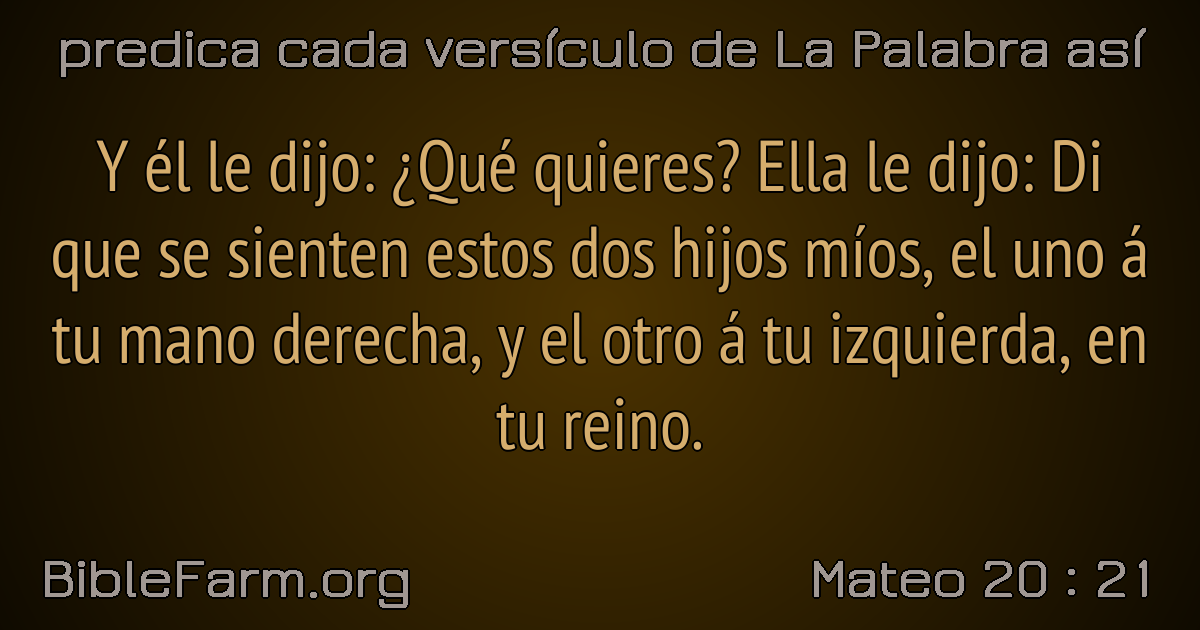 predica cada versículo de La Palabra así
Y él le dijo: ¿Qué quieres? Ella le dijo: Di
que se sienten estos dos hijos míos, el uno á
tu mano derecha, y el otro á tu izquierda, en
tu reino.
BibleFarm.org
Mateo 20 : 21